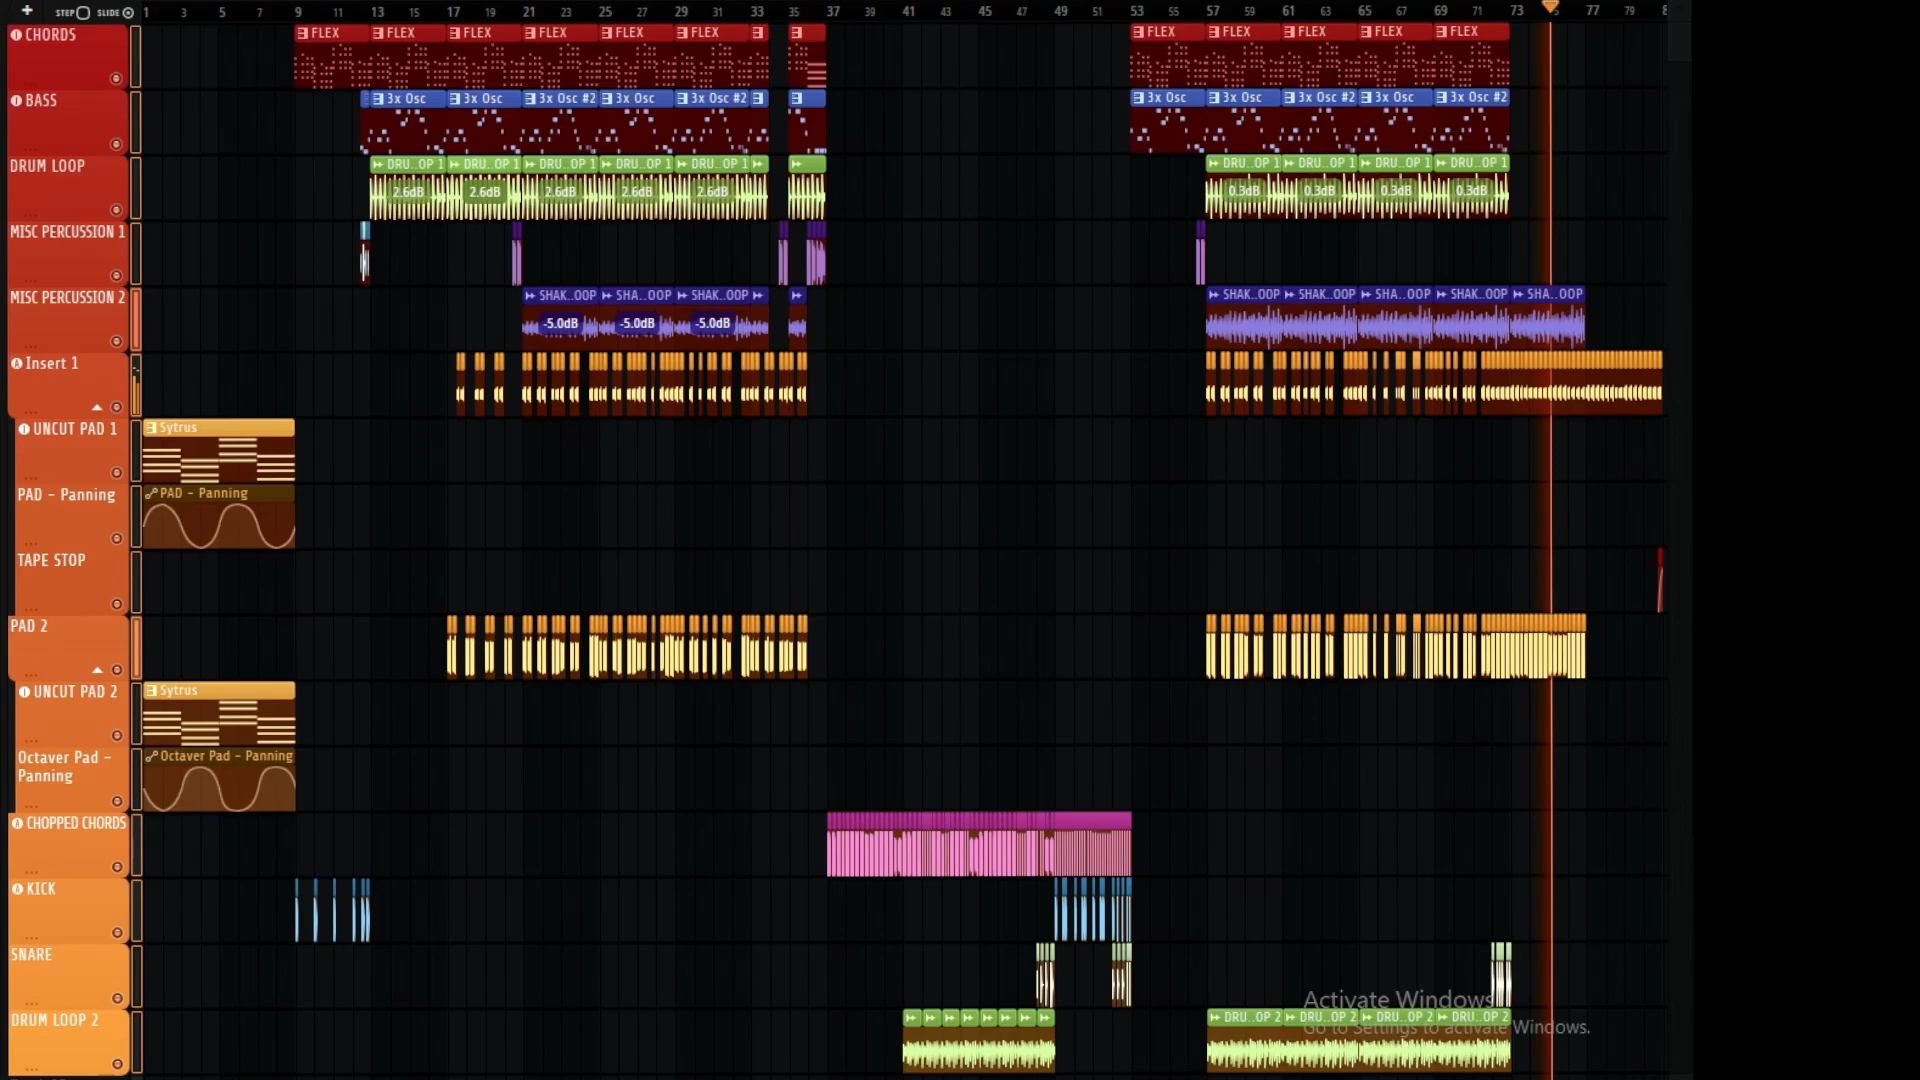 + STEP SLIDE 1 3 5 7 9 11 13 15 17 19 21 23 25 27 29 31 33 35 37 39 41 43 45 47 49 51 53 55 57 59 61 63 65 67 69 71 73 77 79 8
CHORDS
FLEX FLEX FLEX FLEX FLEX FLEX FLEX FLEX FLEX FLEX FLEX
BASS
3x Osc 3x Osc 3x Osc #2 3x Osc 3x Osc #2 3x Osc 3x Osc 3x Osc #2 3x Osc 3x Osc #2
DRUM LOOP
DRU..OP 1 DRU..OP 1 DRU..OP 1 DRU..OP 1 DRU..OP 1 DRU..OP 1 DRU..OP 1 DRU..OP 1 DRU..OP 1
2.6dB 2.6dB 2.6dB 2.6dB 2.6dB 0.3dB 0.3dB 0.3dB 0.3dB
MISC PERCUSSION 1
MISC PERCUSSION 2
SHAK..OOP SHA..OOP SHAK..OOP SHAK..OOP SHAK..OOP SHA..OOP SHAK..OOP SHA..OOP
-5.0dB -5.0dB -5.0dB
Insert 1
UNCUT PAD 1
Sytrus
PAD - Panning
PAD - Panning
TAPE STOP
PAD 2
UNCUT PAD 2
Sytrus
Octaver Pad -
Panning
Octaver Pad - Panning
CHOPPED CHORDS
KICK
SNARE
Activate Windows
Go to Settings to activate Windows.
DRUM LOOP 2
DRU..OP 2 DRU..OP 2 DRU..OP 2 DRU..OP 2